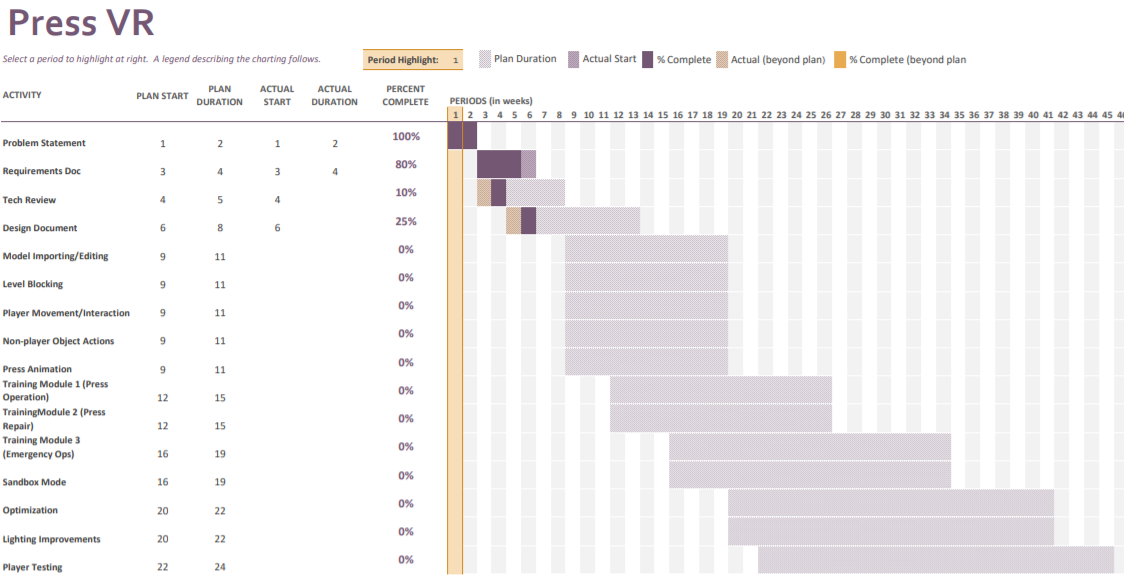 Press VR
Select a period to highlight at right.  A legend describing the charting follows.
Period Highlight: 1
Plan Duration
Actual Start
% Complete
Actual (beyond plan)
% Complete (beyond plan
ACTIVITY PLAN START PLAN DURATION ACTUAL START ACTUAL DURATION PERCENT COMPLETE PERIODS (in weeks)
1 2 3 4 5 6 7 8 9 10 11 12 13 14 15 16 17 18 19 20 21 22 23 24 25 26 27 28 29 30 31 32 33 34 35 36 37 38 39 40 41 42 43 44 45
Problem Statement 1 2 1 2 100%
Requirements Doc 3 4 3 4 80%
Tech Review 4 5 4 10%
Design Document 6 8 6 25%
Model Importing/Editing 9 11 0%
Level Blocking 9 11 0%
Player Movement/Interaction 9 11 0%
Non-player Object Actions 9 11 0%
Press Animation 9 11 0%
Training Module 1 (Press
Operation) 12 15 0%
TrainingModule 2 (Press
Repair) 12 15 0%
Training Module 3
(Emergency Ops) 16 19 0%
Sandbox Mode 16 19 0%
Optimization 20 22 0%
Lighting Improvements 20 22 0%
Player Testing 22 24 0%